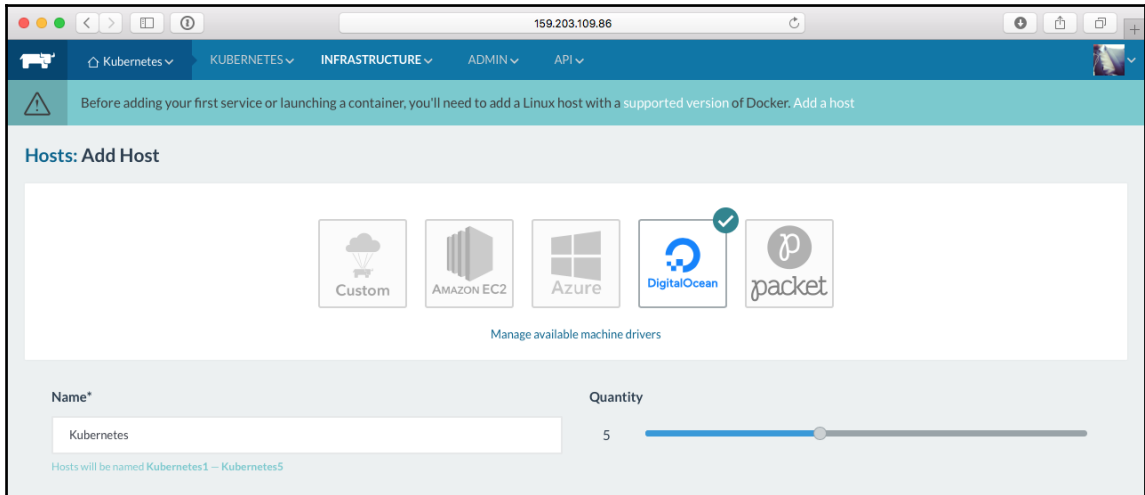 159.203.109.86
Kubernetes KUBERNETES INFRASTRUCTURE ADMIN API
Before adding your first service or launching a container, you'll need to add a Linux host with a supported version of Docker. Add a host
Hosts: Add Host
Custom AMAZON EC2 Azure DigitalOcean packet
Manage available machine drivers
Name* Quantity
Kubernetes 5
Hosts will be named Kubernetes1 — Kubernetes5